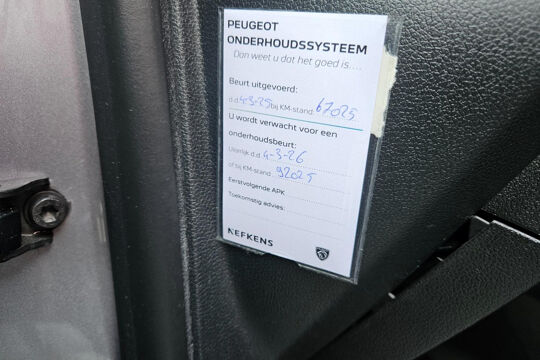 PEUGEOT
ONDERHOUDSSYSTEEM
Dan weet u dat het goed is....
Beurt uitgevoerd:
d.d. 4-3-25 bij KM-stand: 67025
U wordt verwacht voor een
onderhoudsbeurt:
Uiterlijk d.d. 4-3-26
of bij KM-stand: 92025
Eerstvolgende APK
Toekomstig advies:
NEFKENS